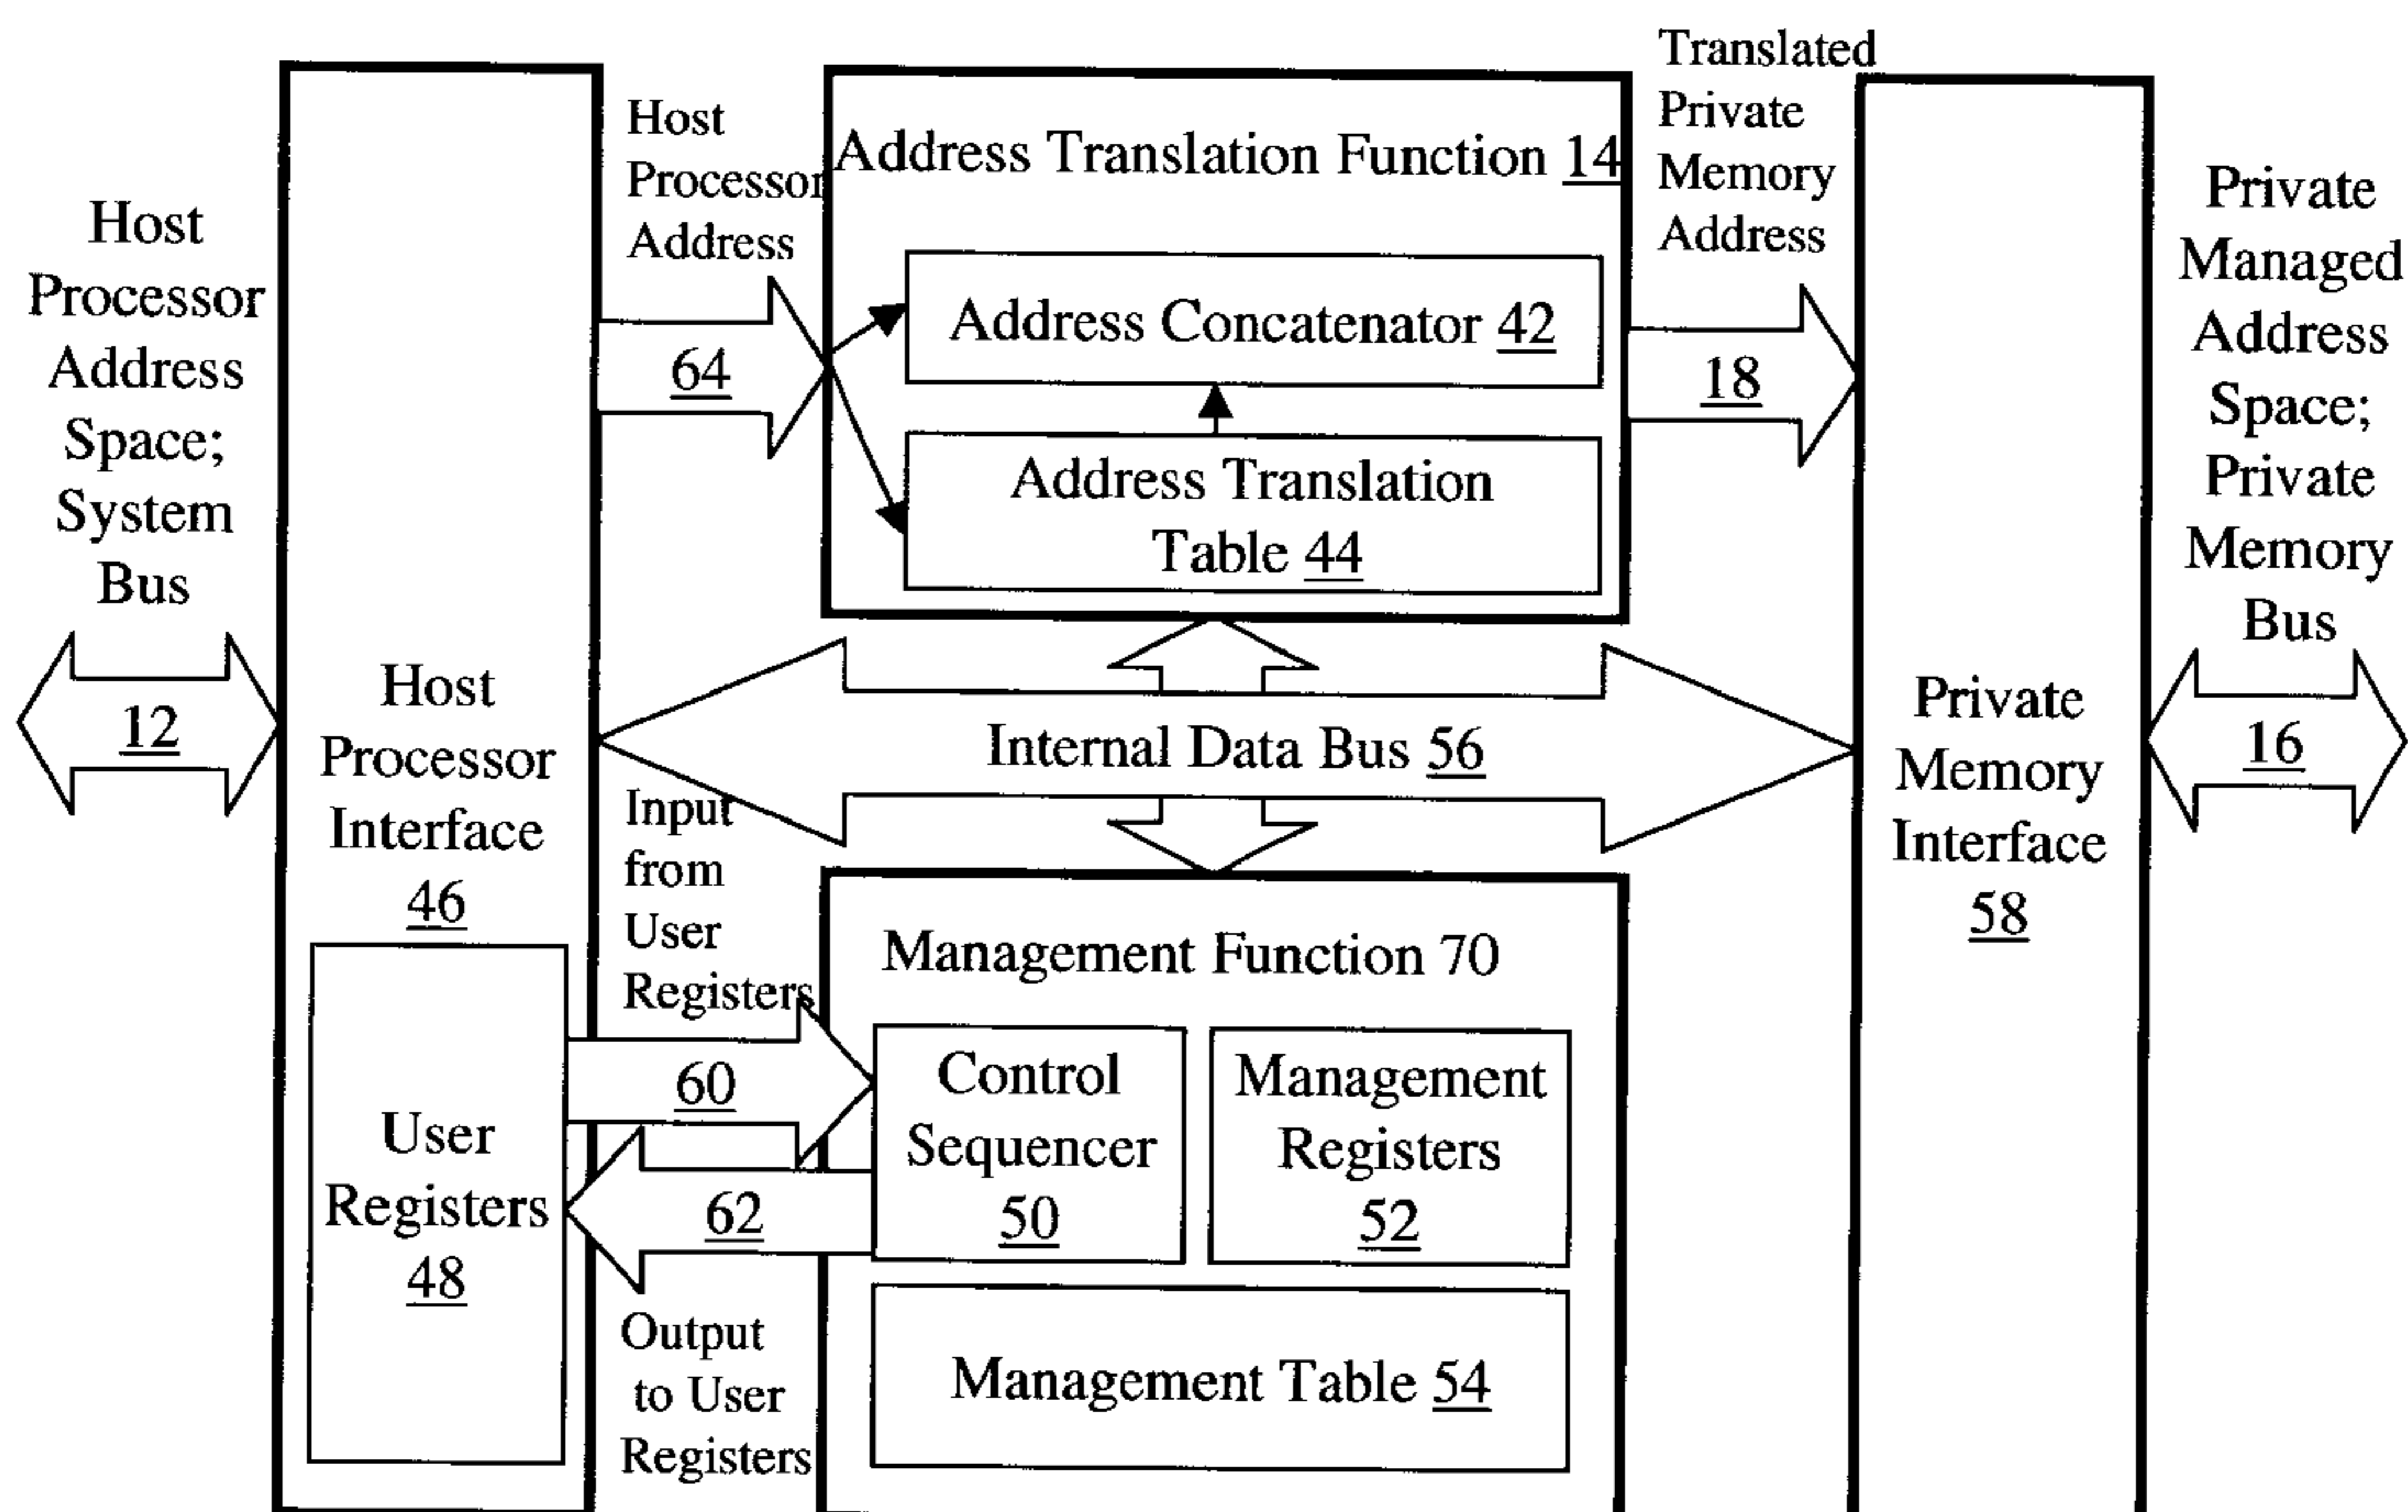 Host
Processor
Address
Space;
System
Bus
12
Host
Processor
Interface
46
User
Registers
48
Host
Processor
Address
64
Address Translation Function 14
Address Concatenator 42
Address Translation
Table 44
Translated
Private
Memory
Address
18
Internal Data Bus 56
Input
from
User
Registers
60
62
Output
to User
Registers
Management Function 70
Control
Sequencer
50
Management
Registers
52
Management Table 54
Private
Memory
Interface
58
Private
Managed
Address
Space;
Private
Memory
Bus
16